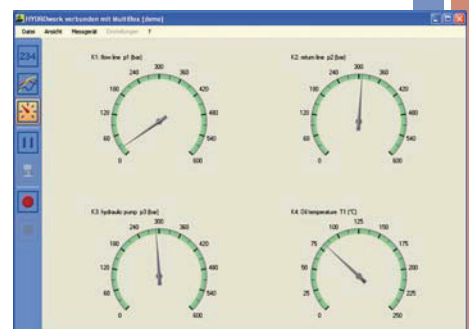 HYDROwork verbunden mit MultiBox (demo)
Datei Ansicht Messgerät Einstellungen ?
234
K1: flow line p1 (bar)
0 60 120 180 240 300 360 420 480 540 600
K2: return line p2 (bar)
0 60 120 180 240 300 360 420 480 540 600
K3: hydraulic pump p3 (bar)
0 60 120 180 240 300 360 420 480 540 600
K4: Oil temperature T1 (°C)
0 25 50 75 100 125 150 175 200 225 250